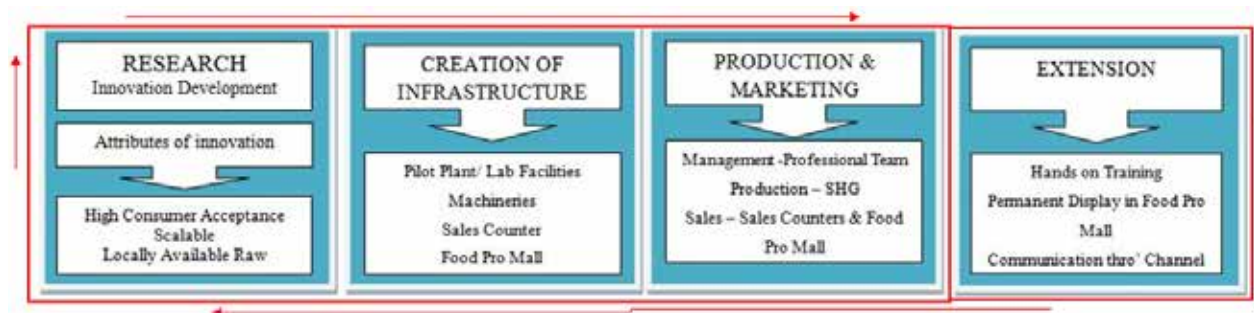 RESEARCH
Innovation Development
Attributes of innovation
High Consumer Acceptance
Scalable
Locally Available Raw
CREATION OF
INFRASTRUCTURE
Pilot Plant/ Lab Facilities
Machineries
Sales Counter
Food Pro Mall
PRODUCTION &
MARKETING
Management -Professional Team
Production – SHG
Sales – Sales Counters & Food
Pro Mall
EXTENSION
Hands on Training
Permanent Display in Food Pro
Mall
Communication thro` Channel